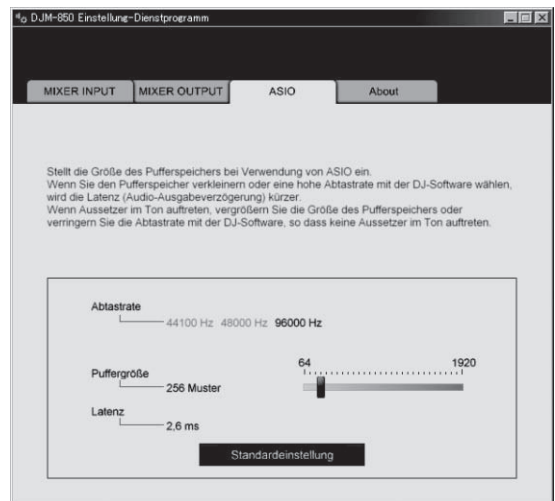 DJM-850 Einstellung-Dienstprogramm
MIXER INPUT MIXER OUTPUT ASIO About
Stellt die Größe des Pufferspeichers bei Verwendung von ASIO ein.
Wenn Sie den Pufferspeicher verkleinern oder eine hohe Abtastrate mit der DJ-Software wählen,
wird die Latenz (Audio-Ausgabeverzögerung) kürzer.
Wenn Aussetzer im Ton auftreten, vergrößern Sie die Größe des Pufferspeichers oder
verringern Sie die Abtastrate mit der DJ-Software, so dass keine Aussetzer im Ton auftreten.
Abtastrate
44100 Hz 48000 Hz 96000 Hz
64 1920
Puffergröße
256 Muster
Latenz
2,6 ms
Standardeinstellung